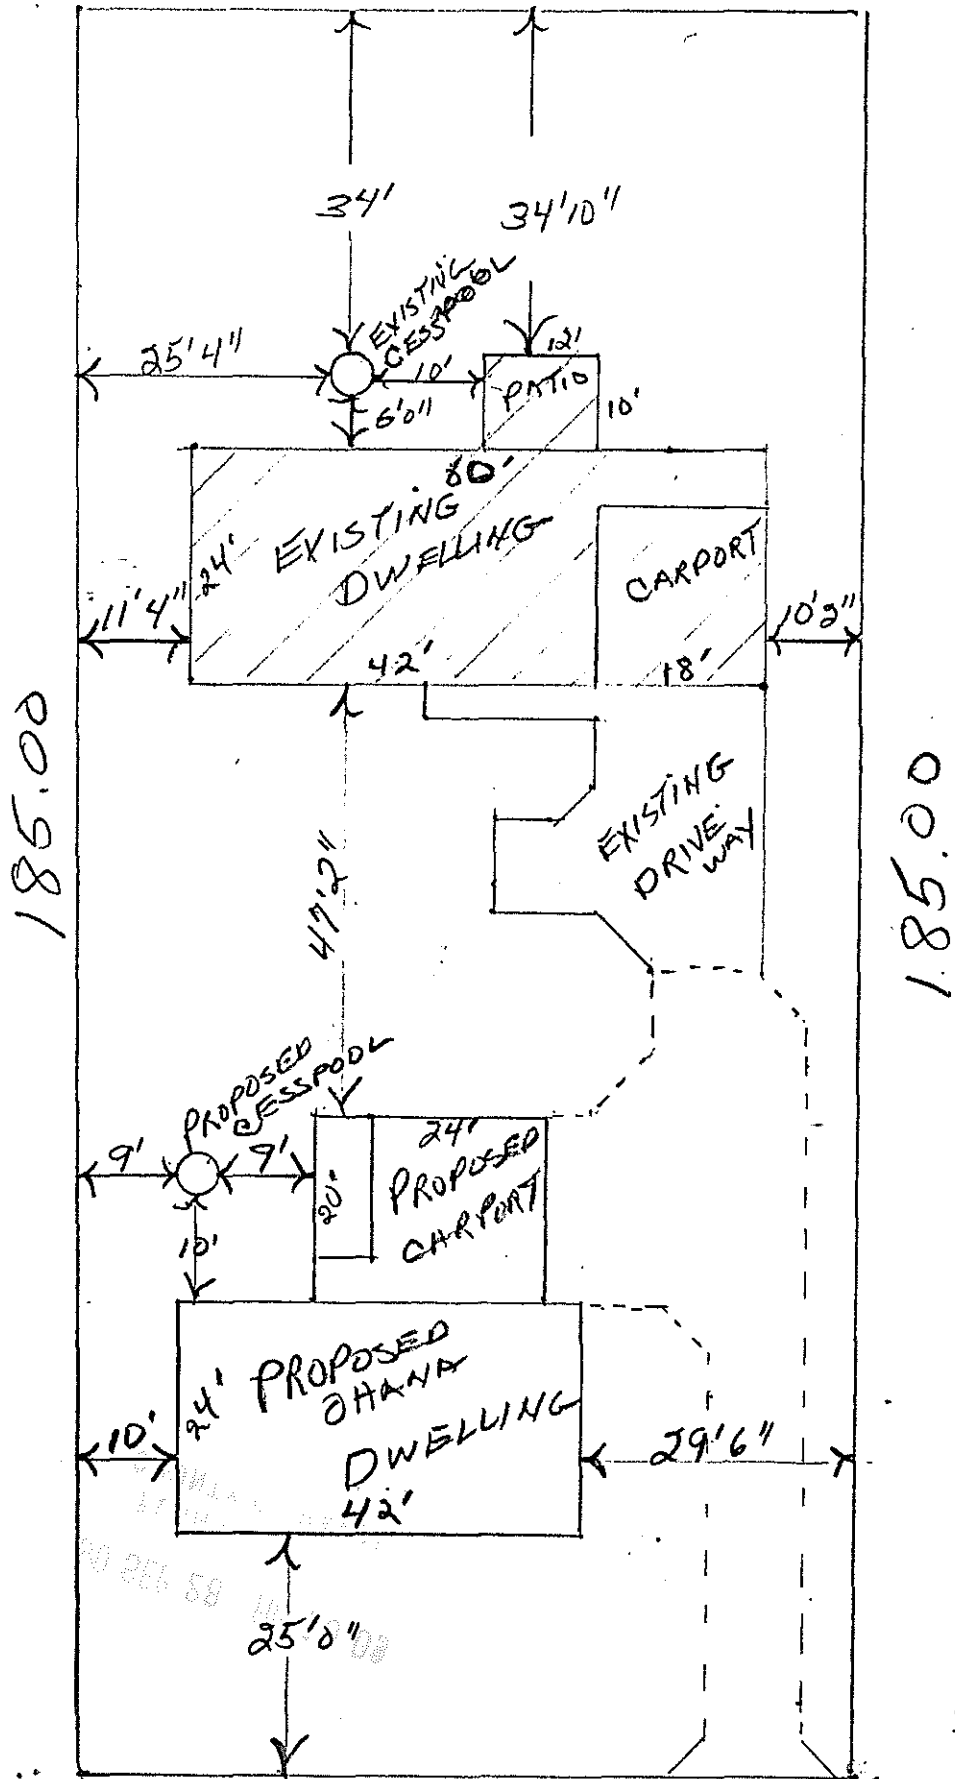 34'
34'10"
EXISTING
CESSPOOL
25'4"
12'
10'
PATIO
10'
6'0"
60'
EXISTING
DWELLING
24'
CARPORT
11'4"
10'2"
42'
18'
185.00
185.00
EXISTING
DRIVE
WAY
47'2"
PROPOSED
CESSPOOL
9'
9'
24'
20'
PROPOSED
CARPORT
10'
PROPOSED
OHANA
DWELLING
24'
10'
29'6"
42'
25'0"